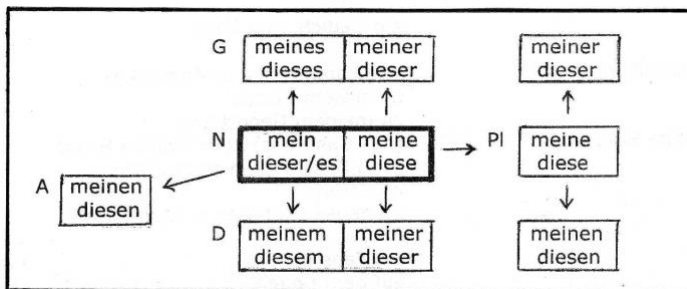 G meines meiner meiner
dieses dieser dieser
N mein meine Pl meine
dieser/es diese diese
A meinen
diesen
D meinem meiner meinen
diesem dieser diesen